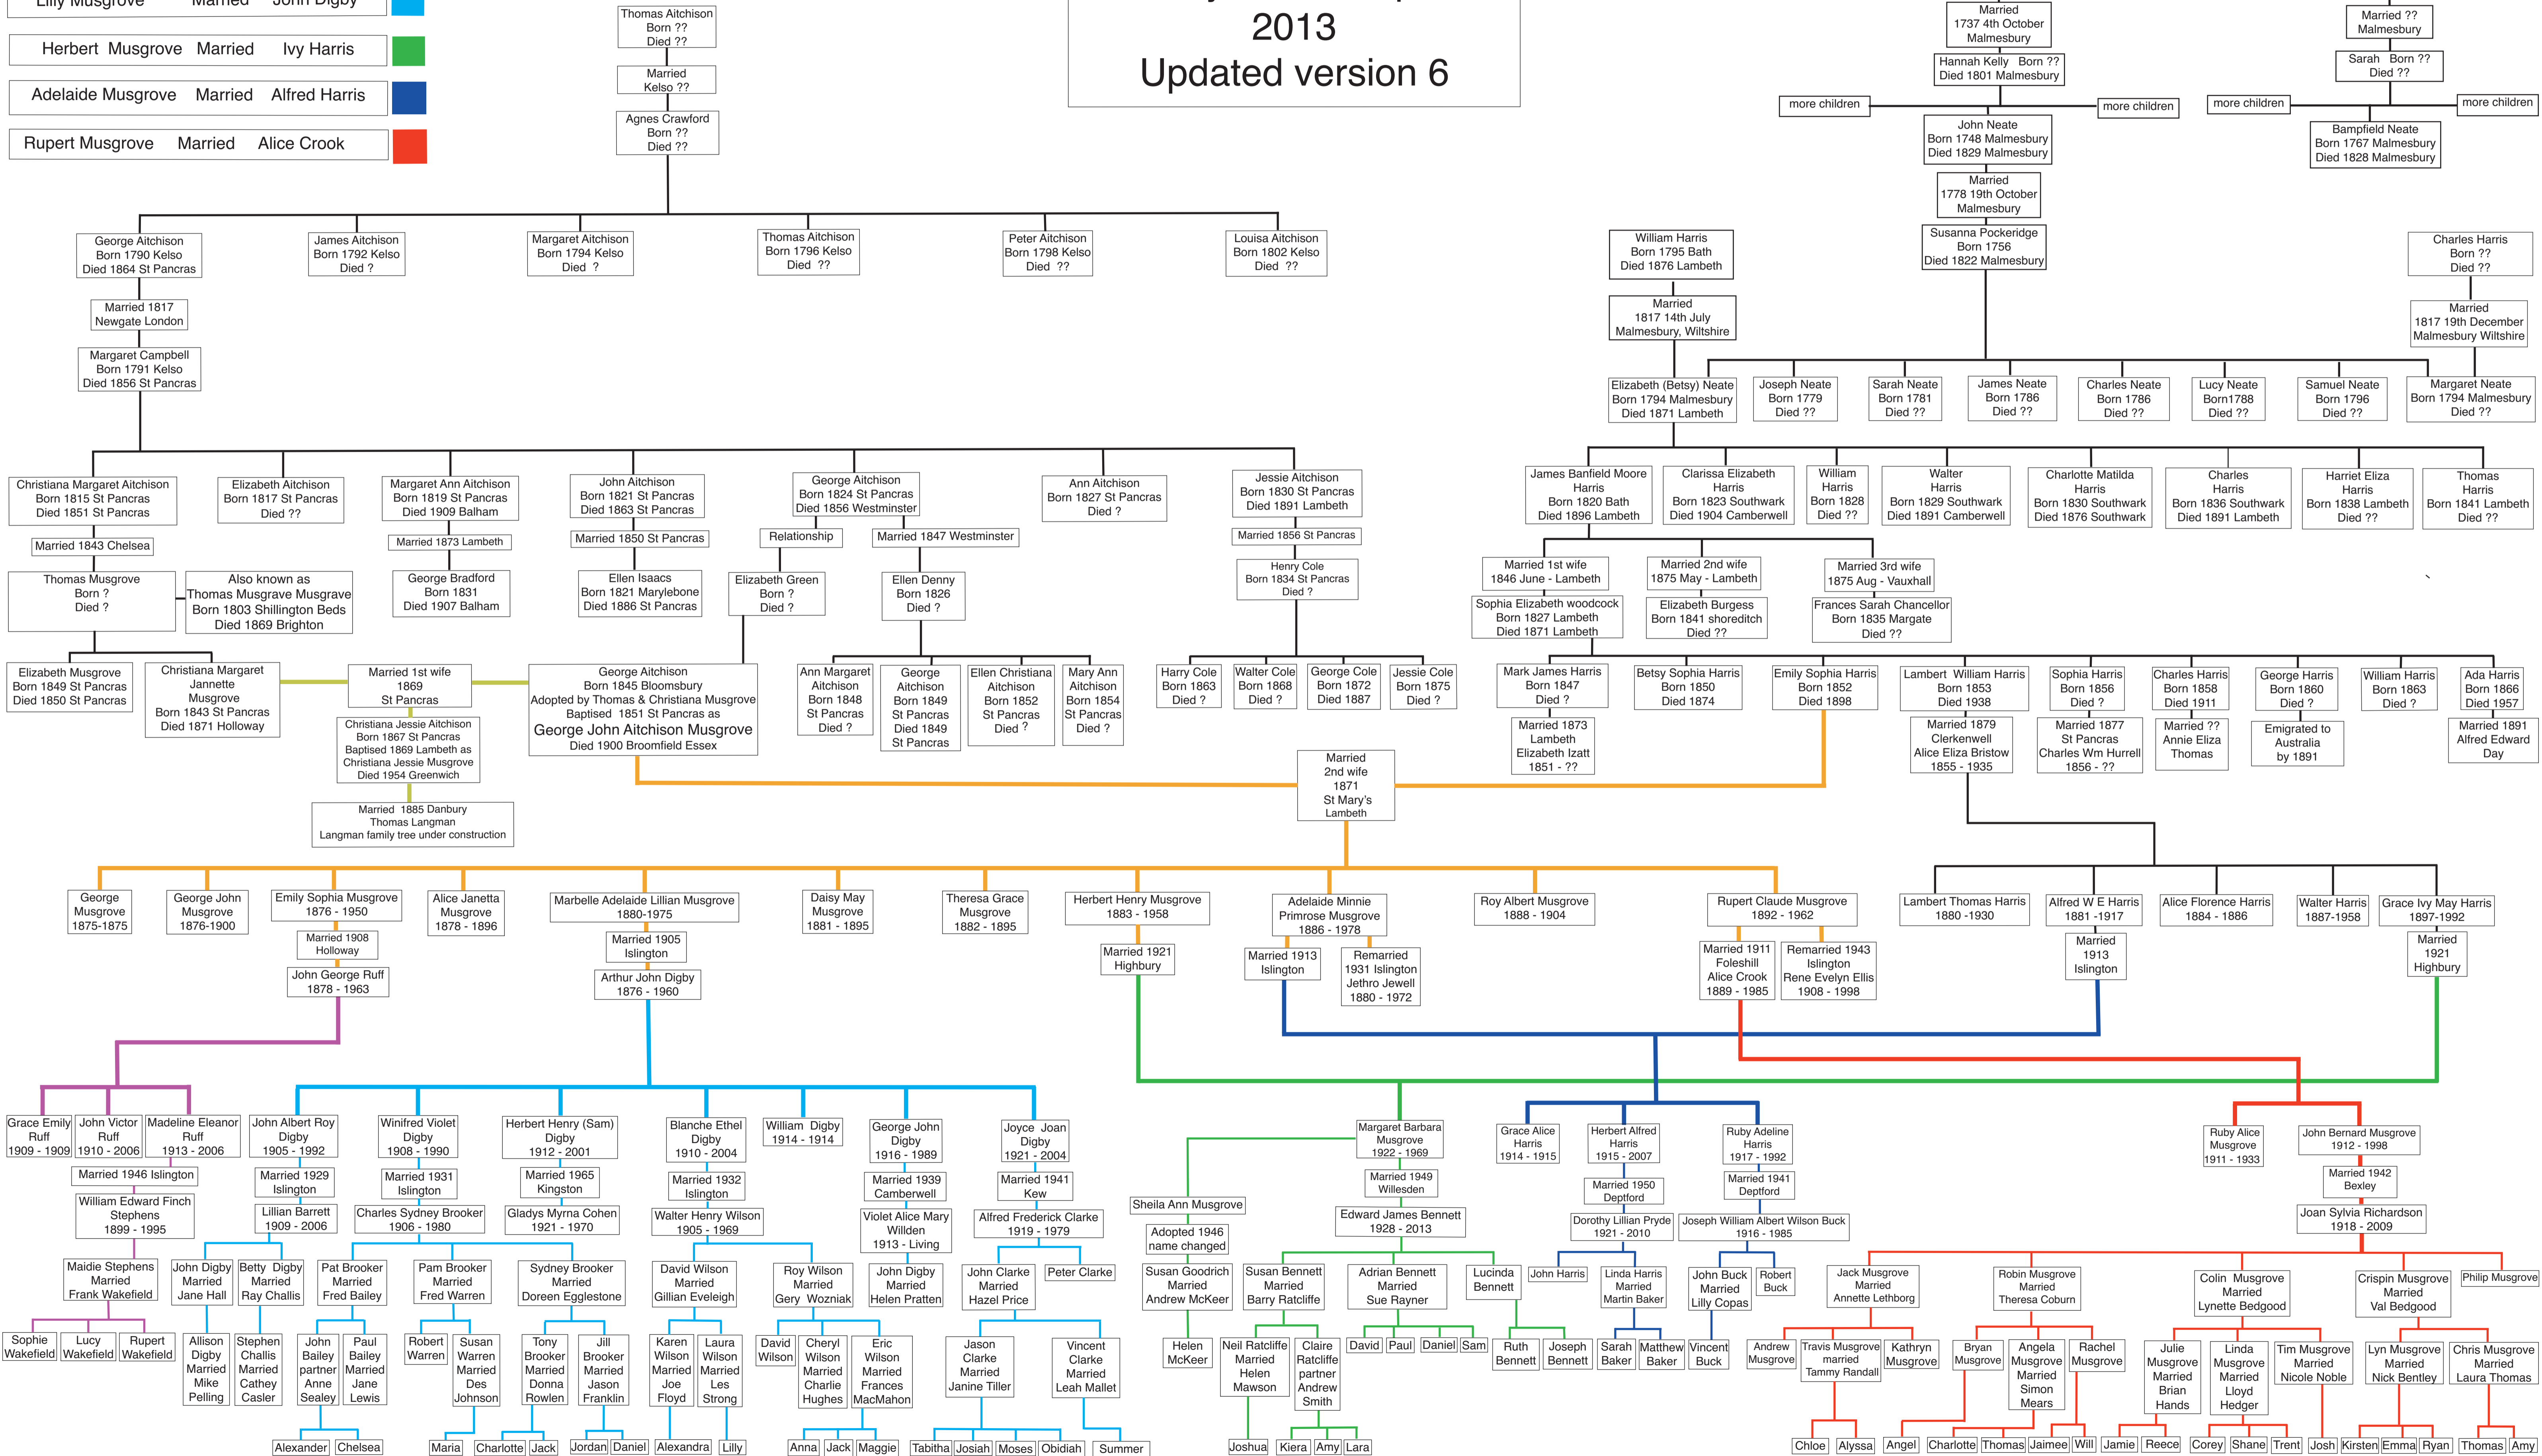 Lilly Musgrove Married John Digby
Herbert Musgrove Married Ivy Harris
Adelaide Musgrove Married Alfred Harris
Rupert Musgrove Married Alice Crook
2013
Updated version 6
Thomas Aitchison
Born ??
Died ??
Married
Kelso ??
Agnes Crawford
Born ??
Died ??
Married
1737 4th October
Malmesbury
Hannah Kelly Born ??
Died 1801 Malmesbury
more children
more children
John Neate
Born 1748 Malmesbury
Died 1829 Malmesbury
Married
1778 19th October
Malmesbury
Susanna Pockeridge
Born 1756
Died 1822 Malmesbury
Married ??
Malmesbury
Sarah Born ??
Died ??
more children
more children
Bampfield Neate
Born 1767 Malmesbury
Died 1828 Malmesbury
George Aitchison
Born 1790 Kelso
Died 1864 St Pancras
James Aitchison
Born 1792 Kelso
Died ?
Margaret Aitchison
Born 1794 Kelso
Died ?
Thomas Aitchison
Born 1796 Kelso
Died ??
Peter Aitchison
Born 1798 Kelso
Died ??
Louisa Aitchison
Born 1802 Kelso
Died ??
Married 1817
Newgate London
Margaret Campbell
Born 1791 Kelso
Died 1856 St Pancras
William Harris
Born 1795 Bath
Died 1876 Lambeth
Married
1817 14th July
Malmesbury, Wiltshire
Charles Harris
Born ??
Died ??
Married
1817 19th December
Malmesbury Wiltshire
Elizabeth (Betsy) Neate
Born 1794 Malmesbury
Died 1871 Lambeth
Joseph Neate
Born 1779
Died ??
Sarah Neate
Born 1781
Died ??
James Neate
Born 1786
Died ??
Charles Neate
Born 1786
Died ??
Lucy Neate
Born1788
Died ??
Samuel Neate
Born 1796
Died ??
Margaret Neate
Born 1794 Malmesbury
Died ??
Christiana Margaret Aitchison
Born 1815 St Pancras
Died 1851 St Pancras
Elizabeth Aitchison
Born 1817 St Pancras
Died ??
Margaret Ann Aitchison
Born 1819 St Pancras
Died 1909 Balham
John Aitchison
Born 1821 St Pancras
Died 1863 St Pancras
George Aitchison
Born 1824 St Pancras
Died 1856 Westminster
Ann Aitchison
Born 1827 St Pancras
Died ?
Jessie Aitchison
Born 1830 St Pancras
Died 1891 Lambeth
James Banfield Moore
Harris
Born 1820 Bath
Died 1896 Lambeth
Clarissa Elizabeth
Harris
Born 1823 Southwark
Died 1904 Camberwell
William
Harris
Born 1828
Died ??
Walter
Harris
Born 1829 Southwark
Died 1891 Camberwell
Charlotte Matilda
Harris
Born 1830 Southwark
Died 1876 Southwark
Charles
Harris
Born 1836 Southwark
Died 1891 Lambeth
Harriet Eliza
Harris
Born 1838 Lambeth
Died ??
Thomas
Harris
Born 1841 Lambeth
Died ??
Married 1843 Chelsea
Married 1873 Lambeth
Married 1850 St Pancras
Relationship
Married 1847 Westminster
Married 1856 St Pancras
Thomas Musgrove
Born ?
Died ?
Also known as
Thomas Musgrave Musgrave
Born 1803 Shillington Beds
Died 1869 Brighton
George Bradford
Born 1831
Died 1907 Balham
Ellen Isaacs
Born 1821 Marylebone
Died 1886 St Pancras
Elizabeth Green
Born ?
Died ?
Ellen Denny
Born 1826
Died ?
Henry Cole
Born 1834 St Pancras
Died ?
Married 1st wife
1846 June - Lambeth
Married 2nd wife
1875 May - Lambeth
Married 3rd wife
1875 Aug - Vauxhall
Sophia Elizabeth woodcock
Born 1827 Lambeth
Died 1871 Lambeth
Elizabeth Burgess
Born 1841 shoreditch
Died ??
Frances Sarah Chancellor
Born 1835 Margate
Died ??
Elizabeth Musgrove
Born 1849 St Pancras
Died 1850 St Pancras
Christiana Margaret
Jannette
Musgrove
Born 1843 St Pancras
Died 1871 Holloway
Married 1st wife
1869
St Pancras
Christiana Jessie Aitchison
Born 1867 St Pancras
Baptised 1869 Lambeth as
Christiana Jessie Musgrove
Died 1954 Greenwich
Married 1885 Danbury
Thomas Langman
Langman family tree under construction
George Aitchison
Born 1845 Bloomsbury
Adopted by Thomas & Christiana Musgrove
Baptised 1851 St Pancras as
George John Aitchison Musgrove
Died 1900 Broomfield Essex
Ann Margaret
Aitchison
Born 1848
St Pancras
Died ?
George
Aitchison
Born 1849
St Pancras
Died 1849
St Pancras
Ellen Christiana
Aitchison
Born 1852
St Pancras
Died ?
Mary Ann
Aitchison
Born 1854
St Pancras
Died ?
Harry Cole
Born 1863
Died ?
Walter Cole
Born 1868
Died ?
George Cole
Born 1872
Died 1887
Jessie Cole
Born 1875
Died ?
Mark James Harris
Born 1847
Died ?
Betsy Sophia Harris
Born 1850
Died 1874
Emily Sophia Harris
Born 1852
Died 1898
Lambert William Harris
Born 1853
Died 1938
Sophia Harris
Born 1856
Died ?
Charles Harris
Born 1858
Died 1911
George Harris
Born 1860
Died ?
William Harris
Born 1863
Died ?
Ada Harris
Born 1866
Died 1957
Married 1873
Lambeth
Elizabeth Izatt
1851 - ??
Married 1879
Clerkenwell
Alice Eliza Bristow
1855 - 1935
Married 1877
St Pancras
Charles Wm Hurrell
1856 - ??
Married ??
Annie Eliza
Thomas
Emigrated to
Australia
by 1891
Married 1891
Alfred Edward
Day
Married
2nd wife
1871
St Mary's
Lambeth
George
Musgrove
1875-1875
George John
Musgrove
1876-1900
Emily Sophia Musgrove
1876 - 1950
Alice Janetta
Musgrove
1878 - 1896
Marbelle Adelaide Lillian Musgrove
1880-1975
Daisy May
Musgrove
1881 - 1895
Theresa Grace
Musgrove
1882 - 1895
Herbert Henry Musgrove
1883 - 1958
Adelaide Minnie
Primrose Musgrove
1886 - 1978
Roy Albert Musgrove
1888 - 1904
Rupert Claude Musgrove
1892 - 1962
Lambert Thomas Harris
1880 -1930
Alfred W E Harris
1881 -1917
Alice Florence Harris
1884 - 1886
Walter Harris
1887-1958
Grace Ivy May Harris
1897-1992
Married 1908
Holloway
John George Ruff
1878 - 1963
Married 1905
Islington
Arthur John Digby
1876 - 1960
Married 1921
Highbury
Married 1913
Islington
Remarried
1931 Islington
Jethro Jewell
1880 - 1972
Married 1911
Foleshill
Alice Crook
1889 - 1985
Remarried 1943
Islington
Rene Evelyn Ellis
1908 - 1998
Married
1913
Islington
Married
1921
Highbury
Grace Emily
Ruff
1909 - 1909
John Victor
Ruff
1910 - 2006
Madeline Eleanor
Ruff
1913 - 2006
John Albert Roy
Digby
1905 - 1992
Winifred Violet
Digby
1908 - 1990
Herbert Henry (Sam)
Digby
1912 - 2001
Blanche Ethel
Digby
1910 - 2004
William Digby
1914 - 1914
George John
Digby
1916 - 1989
Joyce Joan
Digby
1921 - 2004
Margaret Barbara
Musgrove
1922 - 1969
Grace Alice
Harris
1914 - 1915
Herbert Alfred
Harris
1915 - 2007
Ruby Adeline
Harris
1917 - 1992
Ruby Alice
Musgrove
1911 - 1933
John Bernard Musgrove
1912 - 1998
Married 1946 Islington
William Edward Finch
Stephens
1899 - 1995
Married 1929
Islington
Lillian Barrett
1909 - 2006
Married 1931
Islington
Charles Sydney Brooker
1906 - 1980
Married 1965
Kingston
Gladys Myrna Cohen
1921 - 1970
Married 1932
Islington
Walter Henry Wilson
1905 - 1969
Married 1939
Camberwell
Violet Alice Mary
Willden
1913 - Living
Married 1941
Kew
Alfred Frederick Clarke
1919 - 1979
Sheila Ann Musgrove
Adopted 1946
name changed
Married 1949
Willesden
Edward James Bennett
1928 - 2013
Married 1950
Deptford
Dorothy Lillian Pryde
1921 - 2010
Married 1941
Deptford
Joseph William Albert Wilson Buck
1916 - 1985
Married 1942
Bexley
Joan Sylvia Richardson
1918 - 2009
Maidie Stephens
Married
Frank Wakefield
John Digby
Married
Jane Hall
Betty Digby
Married
Ray Challis
Pat Brooker
Married
Fred Bailey
Pam Brooker
Married
Fred Warren
Sydney Brooker
Married
Doreen Egglestone
David Wilson
Married
Gillian Eveleigh
Roy Wilson
Married
Gery Wozniak
John Digby
Married
Helen Pratten
John Clarke
Married
Hazel Price
Peter Clarke
Susan Goodrich
Married
Andrew McKeer
Susan Bennett
Married
Barry Ratcliffe
Adrian Bennett
Married
Sue Rayner
Lucinda
Bennett
John Harris
Linda Harris
Married
Martin Baker
John Buck
Married
Lilly Copas
Robert
Buck
Jack Musgrove
Married
Annette Lethborg
Robin Musgrove
Married
Theresa Coburn
Colin Musgrove
Married
Lynette Bedgood
Crispin Musgrove
Married
Val Bedgood
Philip Musgrove
Sophie
Wakefield
Lucy
Wakefield
Rupert
Wakefield
Allison
Digby
Married
Mike
Pelling
Stephen
Challis
Married
Cathey
Casler
John
Bailey
partner
Anne
Sealey
Paul
Bailey
Married
Jane
Lewis
Robert
Warren
Susan
Warren
Married
Des
Johnson
Tony
Brooker
Married
Donna
Rowlen
Jill
Brooker
Married
Jason
Franklin
Karen
Wilson
Married
Joe
Floyd
Laura
Wilson
Married
Les
Strong
David
Wilson
Cheryl
Wilson
Married
Charlie
Hughes
Eric
Wilson
Married
Frances
MacMahon
Jason
Clarke
Married
Janine Tiller
Vincent
Clarke
Married
Leah Mallet
Helen
McKeer
Neil Ratcliffe
Married
Helen
Mawson
Claire
Ratcliffe
partner
Andrew
Smith
David
Paul
Daniel
Sam
Ruth
Bennett
Joseph
Bennett
Sarah
Baker
Matthew
Baker
Vincent
Buck
Andrew
Musgrove
Travis Musgrove
married
Tammy Randall
Kathryn
Musgrove
Bryan
Musgrove
Angela
Musgrove
Married
Simon
Mears
Rachel
Musgrove
Julie
Musgrove
Married
Brian
Hands
Linda
Musgrove
Married
Lloyd
Hedger
Tim Musgrove
Married
Nicole Noble
Lyn Musgrove
Married
Nick Bentley
Chris Musgrove
Married
Laura Thomas
Alexander
Chelsea
Maria
Charlotte
Jack
Jordan
Daniel
Alexandra
Lilly
Anna
Jack
Maggie
Tabitha
Josiah
Moses
Obidiah
Summer
Joshua
Kiera
Amy
Lara
Chloe
Alyssa
Angel
Charlotte
Thomas
Jaimee
Will
Jamie
Reece
Corey
Shane
Trent
Josh
Kirsten
Emma
Ryan
Thomas
Amy